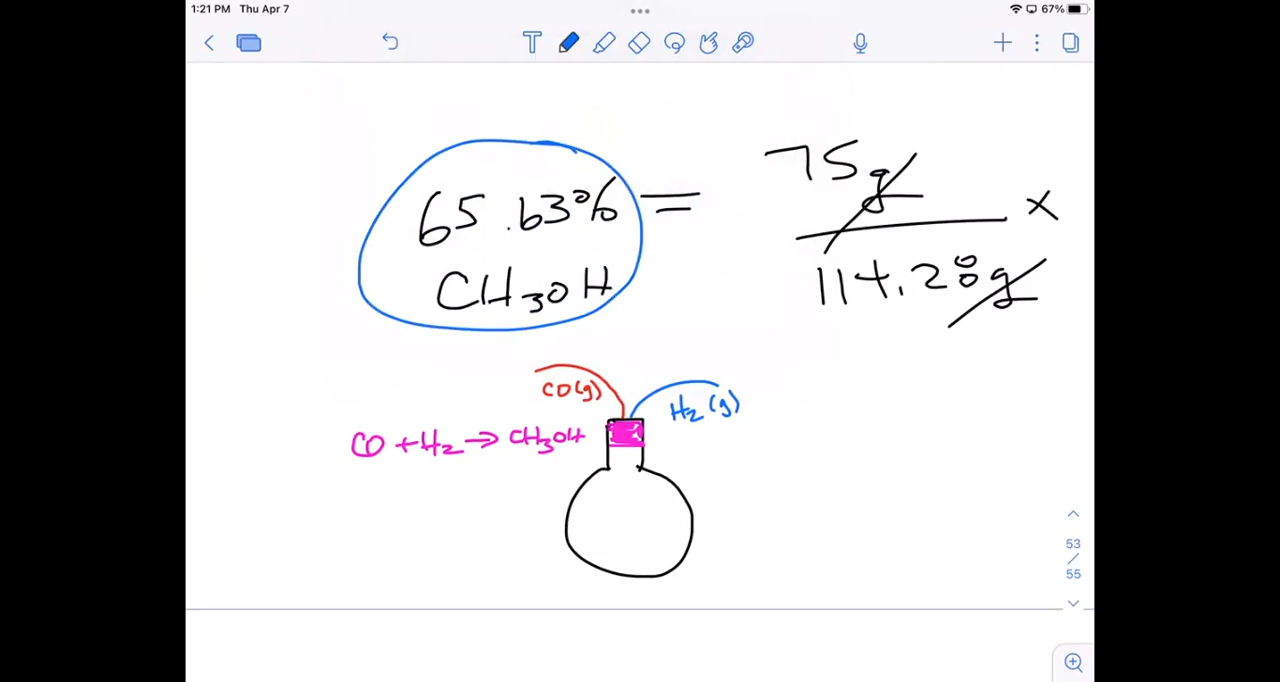 1:21 PM Thu Apr 7
67%
75g
65.63% = ×
114.28g
CH3OH
CO(g)
H2(g)
CO + H2 → CH3OH
53
/
55